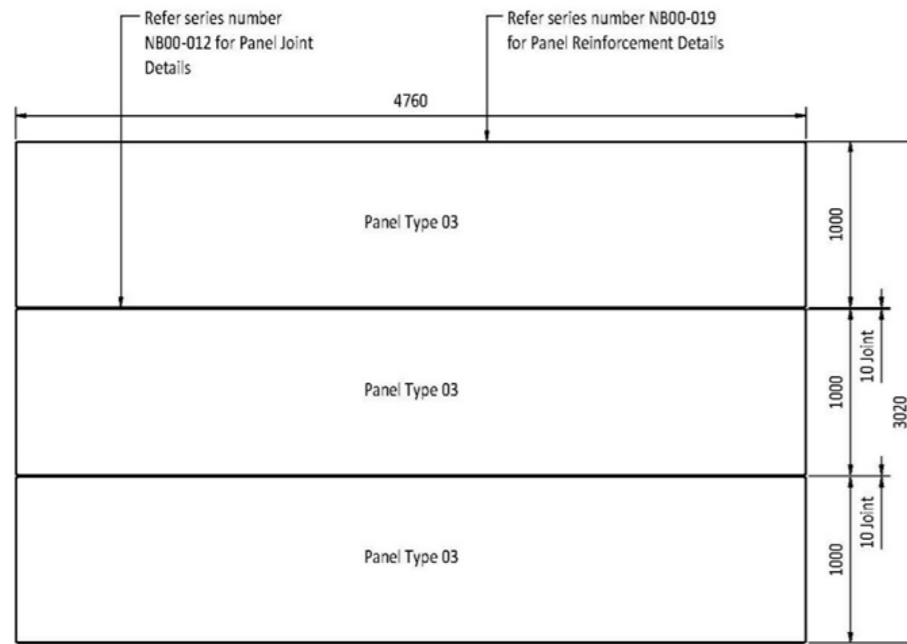 Refer series number
NB00-012 for Panel Joint
Details
Refer series number NB00-019
for Panel Reinforcement Details
4760
Panel Type 03
1000
Panel Type 03
1000
10 Joint
3020
Panel Type 03
1000
10 Joint